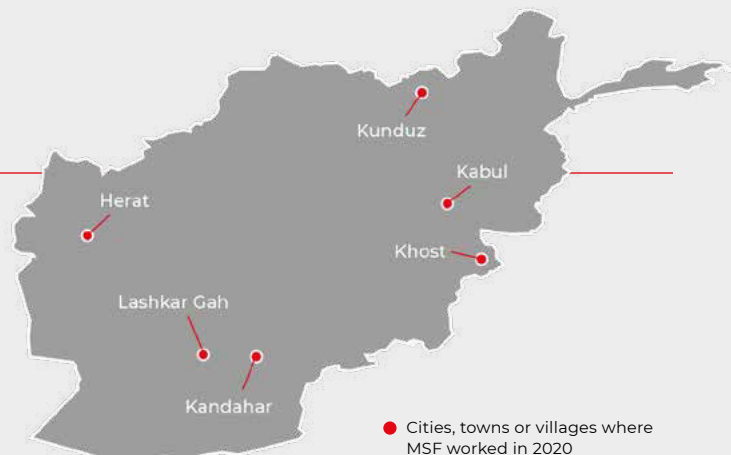 Kunduz
Kabul
Herat
Khost
Lashkar Gah
Kandahar
Cities, towns or villages where
MSF worked in 2020